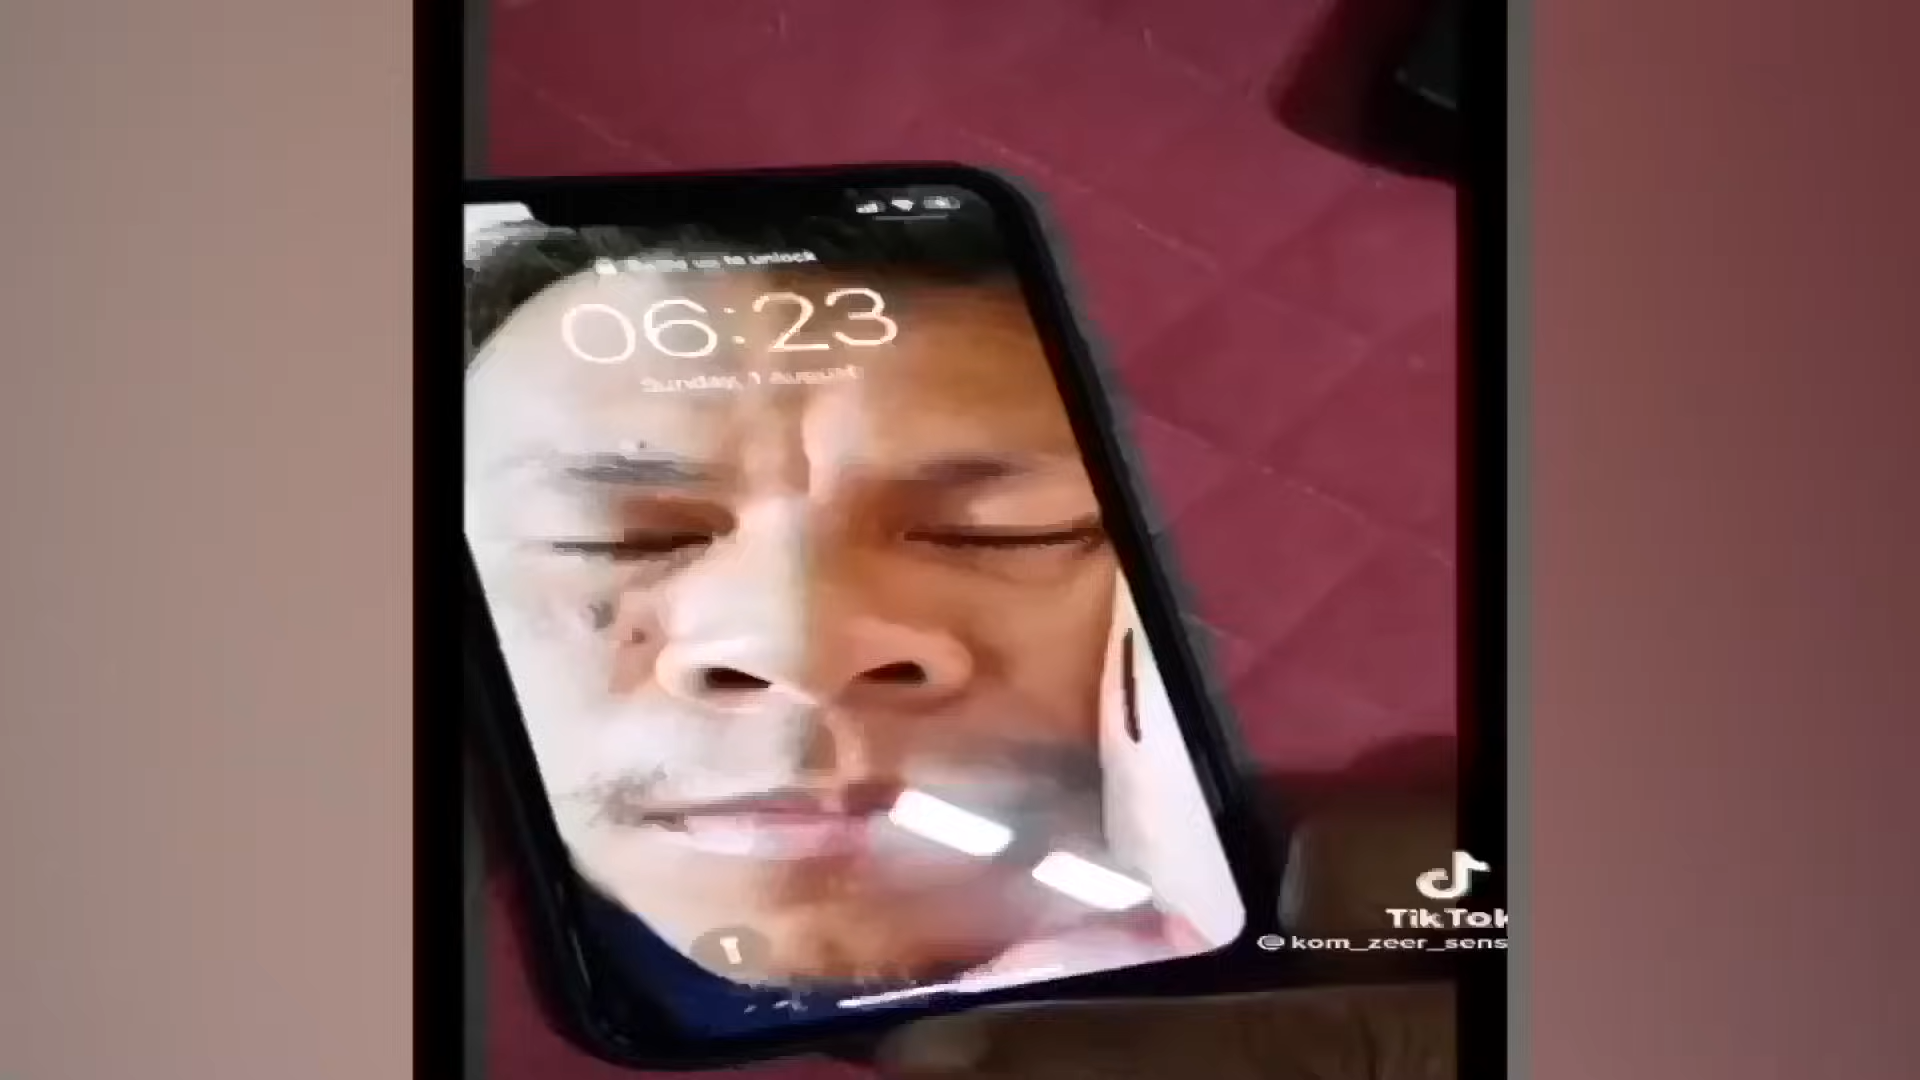 Swipe up to unlock
06:23
Sunday, 1 August
TikTok
@kom_zeer_sens